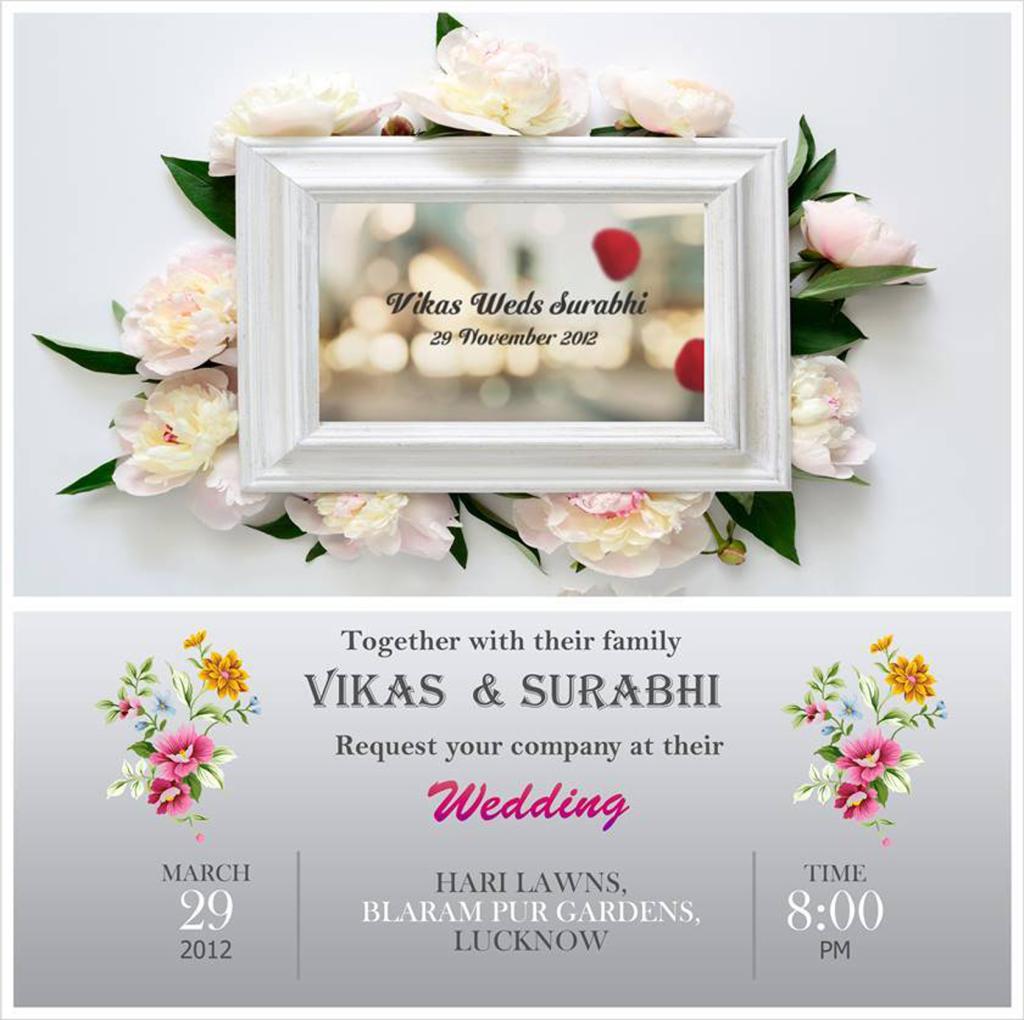 Vikas Weds Surabhi
29 November 2012
Together with their family
VIKAS & SURABHI
Request your company at their
Wedding
MARCH
29
2012
HARI LAWNS,
BLARAM PUR GARDENS,
LUCKNOW
TIME
8:00
PM